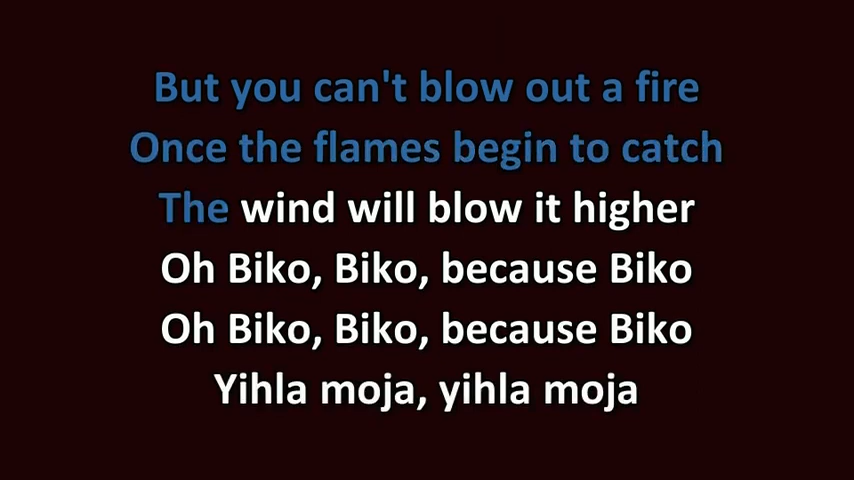 But you can't blow out a fire
Once the flames begin to catch
The wind will blow it higher
Oh Biko, Biko, because Biko
Oh Biko, Biko, because Biko
Yihla moja, yihla moja